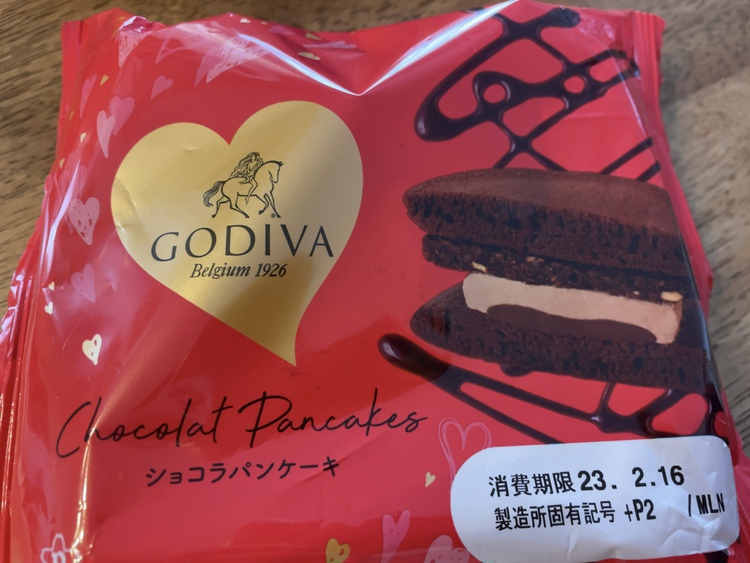 GODIVA
Belgium 1926
Chocolat Pancakes
ショコラパンケーキ
消費期限 23. 2.16
製造所固有記号 +P2 /MLN